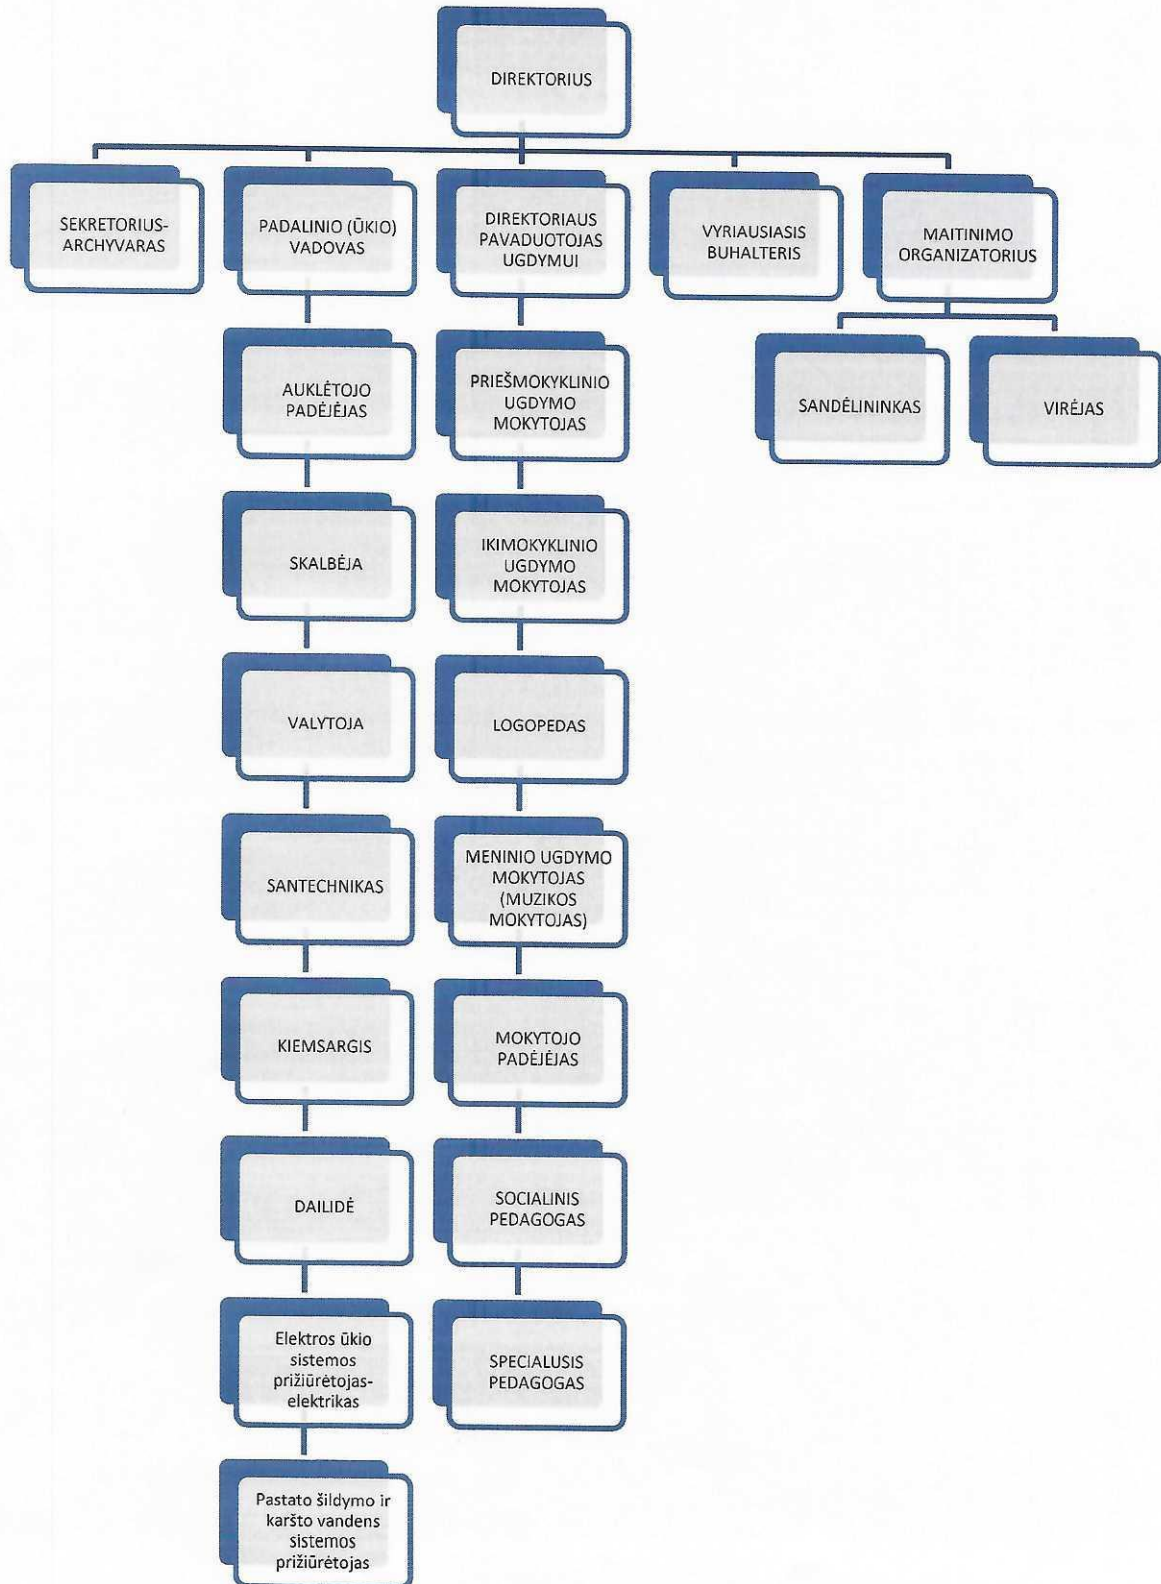 DIREKTORIUS
SEKRETORIUS-
ARCHYVARAS
PADALINIO (ŪKIO)
VADOVAS
DIREKTORIAUS
PAVADUOTOJAS
UGDYMUI
VYRIAUSIASIS
BUHALTERIS
MAITINIMO
ORGANIZATORIUS
AUKLĖTOJO
PADĖJĖJAS
PRIEŠMOKYKLINIO
UGDYMO
MOKYTOJAS
SANDĖLININKAS
VIRĖJAS
SKALBĖJA
IKIMOKYKLINIO
UGDYMO
MOKYTOJAS
VALYTOJA
LOGOPEDAS
SANTECHNIKAS
MENINIO UGDYMO
MOKYTOJAS
(MUZIKOS
MOKYTOJAS)
KIEMSARGIS
MOKYTOJO
PADĖJĖJAS
DAILIDĖ
SOCIALINIS
PEDAGOGAS
Elektros ūkio
sistemos
prižiūrėtojas-
elektrikas
SPECIALUSIS
PEDAGOGAS
Pastato šildymo ir
karšto vandens
sistemos
prižiūrėtojas